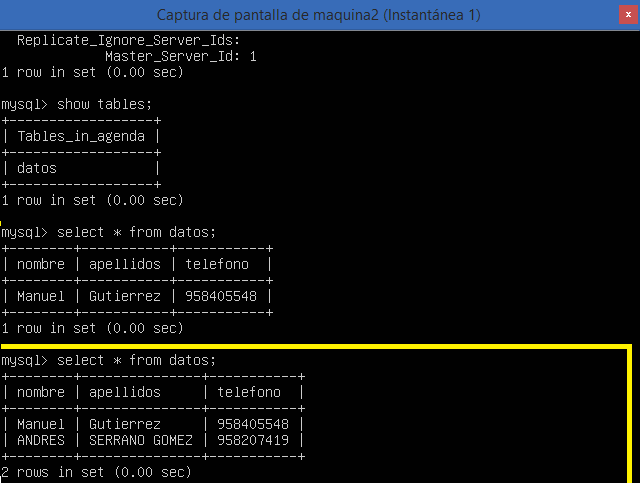 Captura de pantalla de maquina2 (Instantánea 1)
x
Replicate_Ignore_Server_Ids:
Master_Server_Id: 1
1 row in set (0.00 sec)
mysql> show tables;
+------------------+
| Tables_in_agenda |
+------------------+
| datos            |
+------------------+
1 row in set (0.00 sec)
mysql> select * from datos;
+--------+-----------+-----------+
| nombre | apellidos | telefono  |
+--------+-----------+-----------+
| Manuel | Gutierrez | 958405548 |
+--------+-----------+-----------+
1 row in set (0.00 sec)
mysql> select * from datos;
+--------+---------------+-----------+
| nombre | apellidos     | telefono  |
+--------+---------------+-----------+
| Manuel | Gutierrez     | 958405548 |
| ANDRES | SERRANO GOMEZ | 958207419 |
+--------+---------------+-----------+
2 rows in set (0.00 sec)